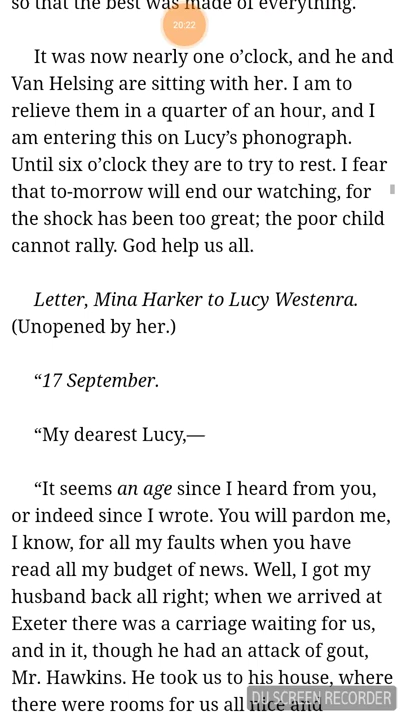 so that the best was made of everything.
20:22
It was now nearly one o’clock, and he and
Van Helsing are sitting with her. I am to
relieve them in a quarter of an hour, and I
am entering this on Lucy’s phonograph.
Until six o’clock they are to try to rest. I fear
that to-morrow will end our watching, for
the shock has been too great; the poor child
cannot rally. God help us all.
Letter, Mina Harker to Lucy Westenra.
(Unopened by her.)
“17 September.
“My dearest Lucy,—
“It seems an age since I heard from you,
or indeed since I wrote. You will pardon me,
I know, for all my faults when you have
read all my budget of news. Well, I got my
husband back all right; when we arrived at
Exeter there was a carriage waiting for us,
and in it, though he had an attack of gout,
Mr. Hawkins. He took us to his house, where
there were rooms for us all nice and
DU SCREEN RECORDER